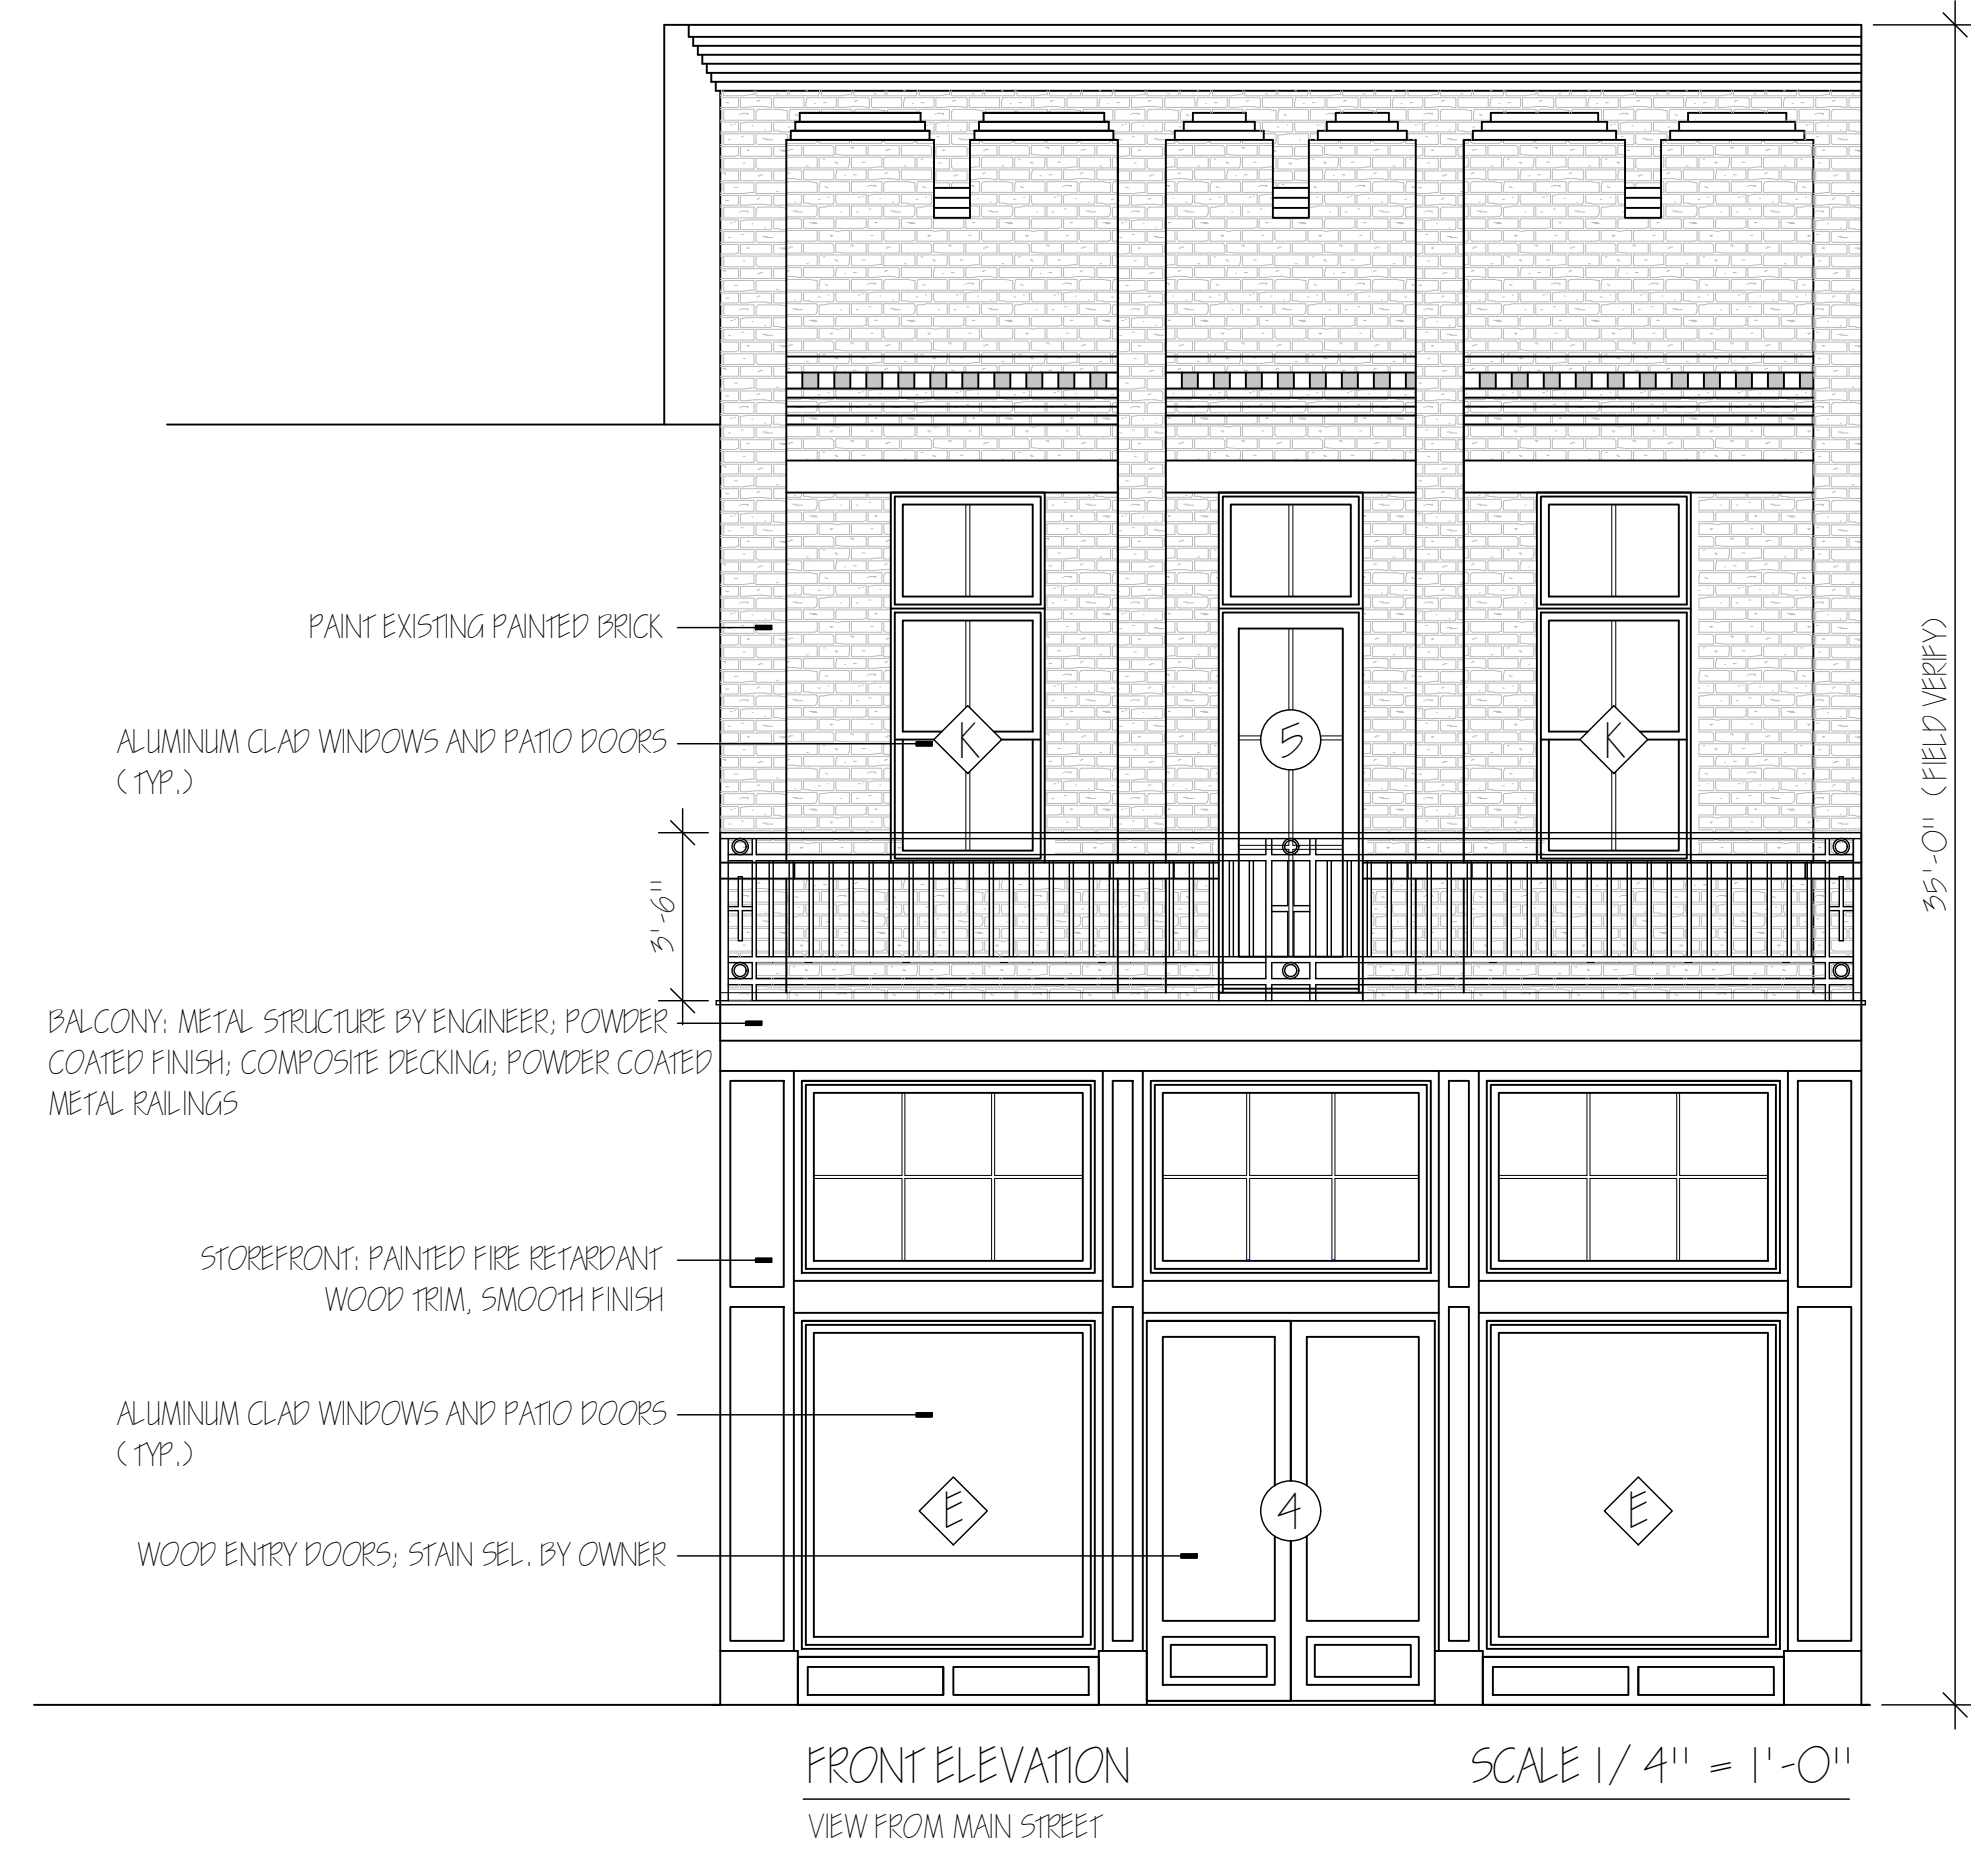 PAINT EXISTING PAINTED BRICK
ALUMINUM CLAD WINDOWS AND PATIO DOORS
(TYP.)
K
5
K
35'-0" (FIELD VERIFY)
3'-6"
BALCONY: METAL STRUCTURE BY ENGINEER; POWDER
COATED FINISH; COMPOSITE DECKING; POWDER COATED
METAL RAILINGS
STOREFRONT: PAINTED FIRE RETARDANT
WOOD TRIM, SMOOTH FINISH
ALUMINUM CLAD WINDOWS AND PATIO DOORS
(TYP.)
E
4
E
WOOD ENTRY DOORS; STAIN SEL. BY OWNER
FRONT ELEVATION
SCALE 1/4" = 1'-0"
VIEW FROM MAIN STREET